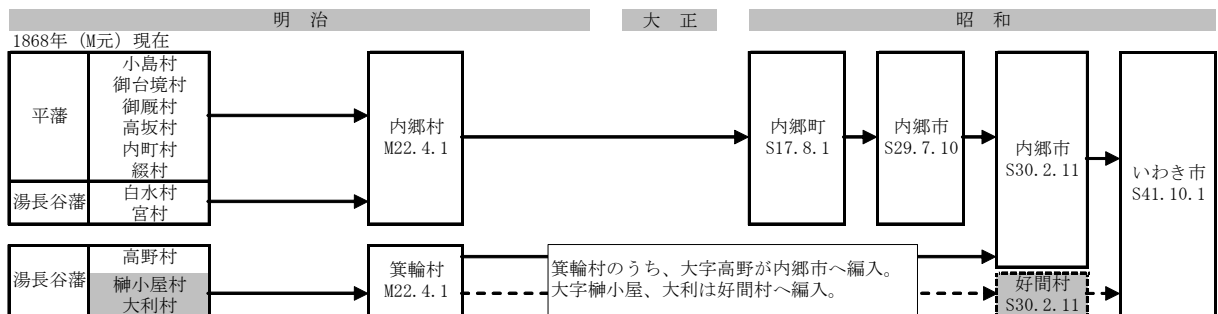 明 治
大 正
昭 和
1868年 (M元) 現在
平藩
小島村
御台境村
御厩村
高坂村
内町村
綴村
湯長谷藩
白水村
宮村
内郷村
M22.4.1
内郷町
S17.8.1
内郷市
S29.7.10
内郷市
S30.2.11
いわき市
S41.10.1
湯長谷藩
高野村
榊小屋村
大利村
箕輪村
M22.4.1
箕輪村のうち、大字高野が内郷市へ編入。
大字榊小屋、大利は好間村へ編入。
好間村
S30.2.11